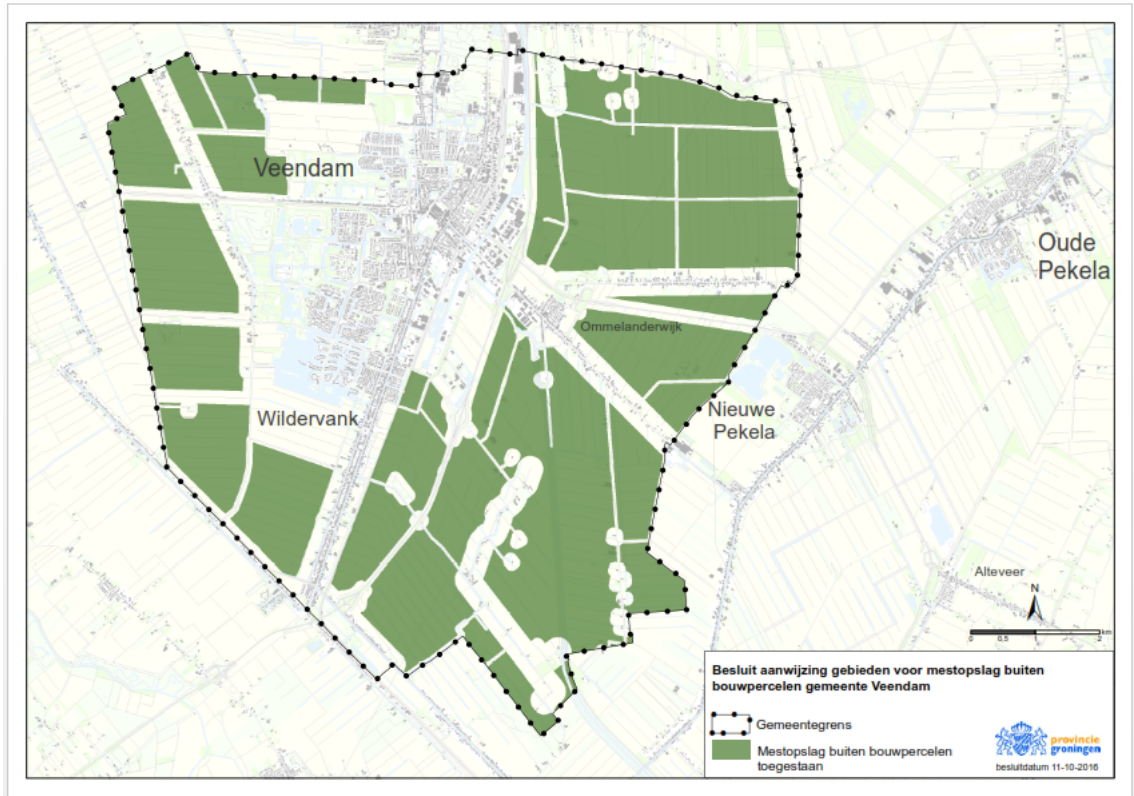 Veendam
Oude
Pekela
Ommelanderwijk
Nieuwe
Pekela
Wildervank
Alteveer
N
0 0,5 1 2 km
Besluit aanwijzing gebieden voor mestopslag buiten
bouwpercelen gemeente Veendam
Gemeentegrens
Mestopslag buiten bouwpercelen
toegestaan
provincie
groningen
besluitdatum 11-10-2016